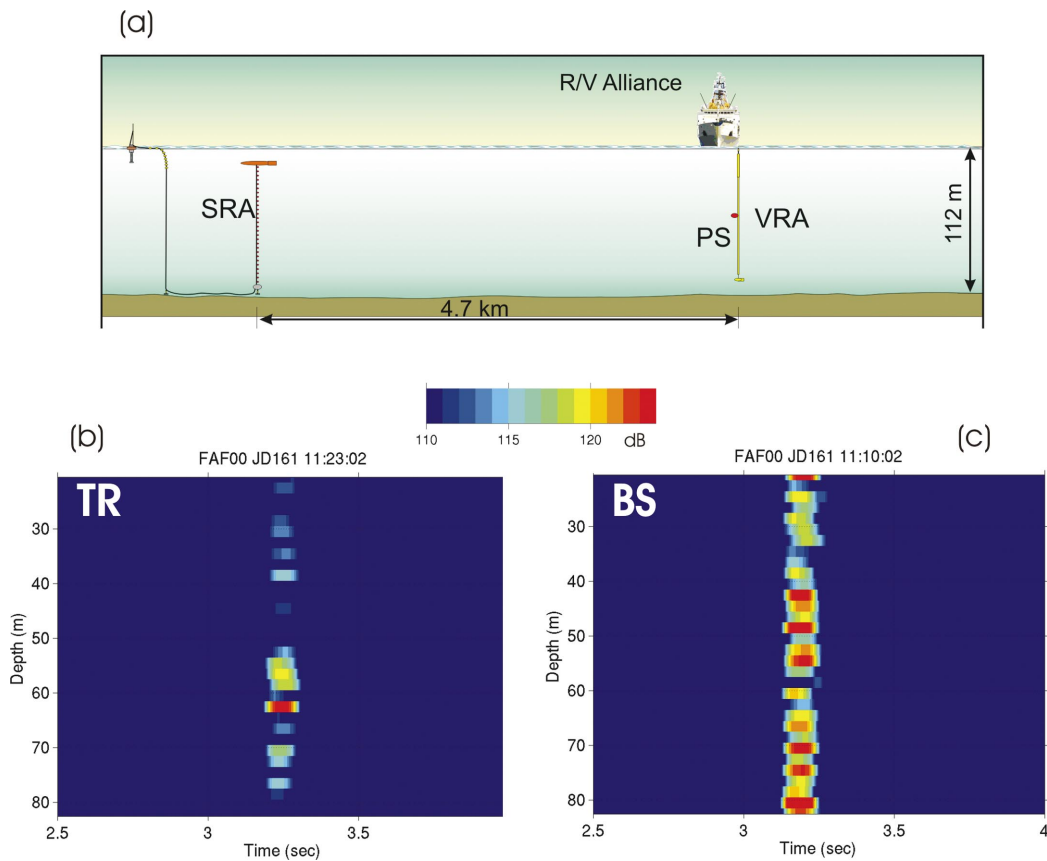 (a)
R/V Alliance
SRA
PS
VRA
112 m
4.7 km
110
115
120
dB
(b)
FAF00 JD161 11:23:02
TR
Depth (m)
30
40
50
60
70
80
2.5
3
3.5
Time (sec)
(c)
FAF00 JD161 11:10:02
BS
Depth (m)
30
40
50
60
70
80
2.5
3
3.5
4
Time (sec)